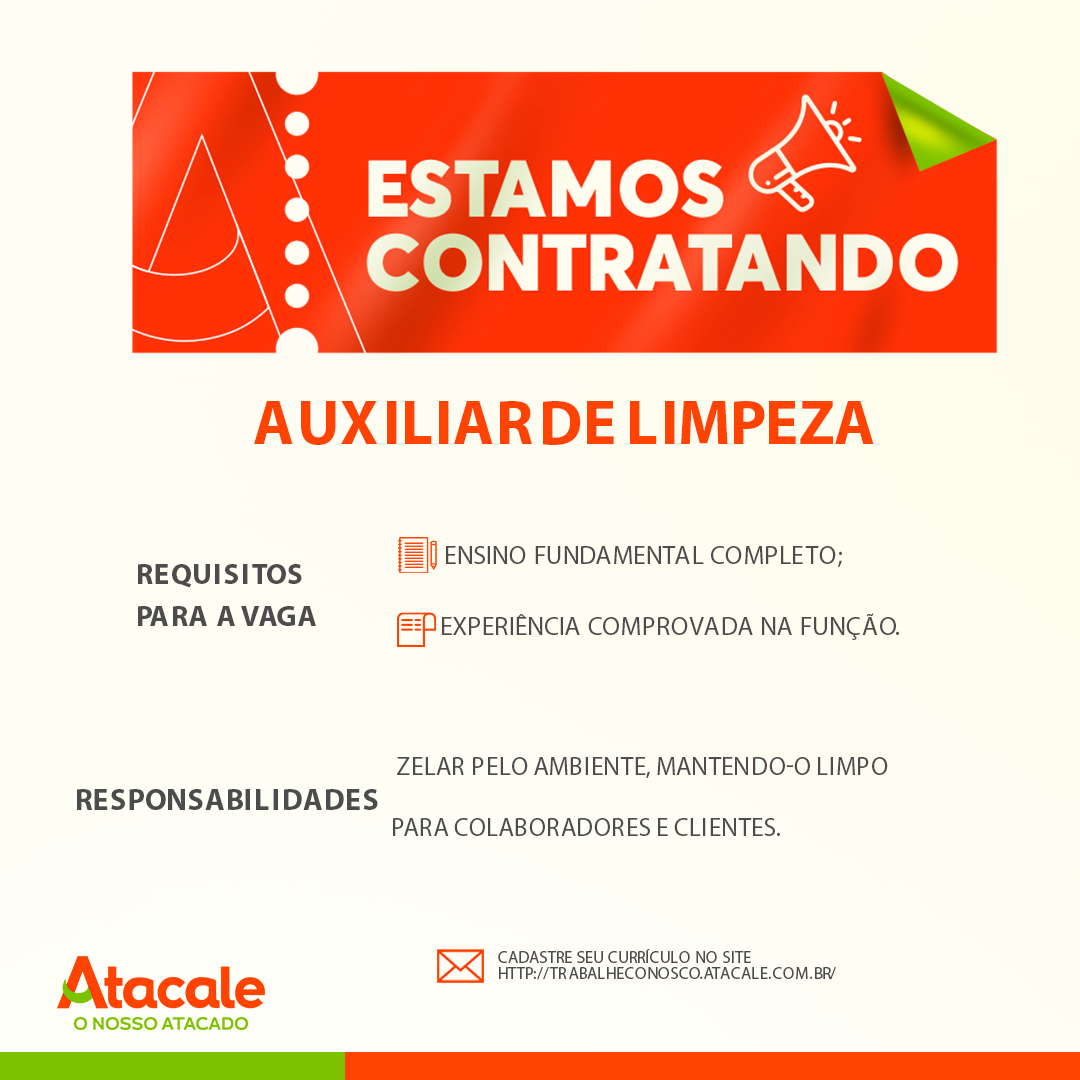 ESTAMOS
CONTRATANDO
AUXILIAR DE LIMPEZA
REQUISITOS
PARA A VAGA
ENSINO FUNDAMENTAL COMPLETO;
EXPERIÊNCIA COMPROVADA NA FUNÇÃO.
RESPONSABILIDADES
ZELAR PELO AMBIENTE, MANTENDO-O LIMPO
PARA COLABORADORES E CLIENTES.
CADASTRE SEU CURRÍCULO NO SITE
HTTP://TRABALHECONOSCO.ATACALE.COM.BR/
Atacale
O NOSSO ATACADO